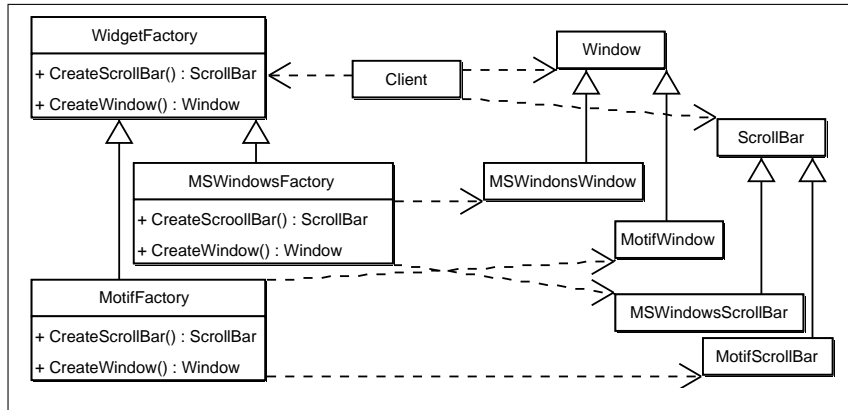 WidgetFactory
+ CreateScrollBar() : ScrollBar
+ CreateWindow() : Window
Client
Window
ScrollBar
MSWindowsFactory
+ CreateScroollBar() : ScrollBar
+ CreateWindow() : Window
MSWindonsWindow
MotifWindow
MotifFactory
+ CreateScrollBar() : ScrollBar
+ CreateWindow() : Window
MSWindowsScrollBar
MotifScrollBar